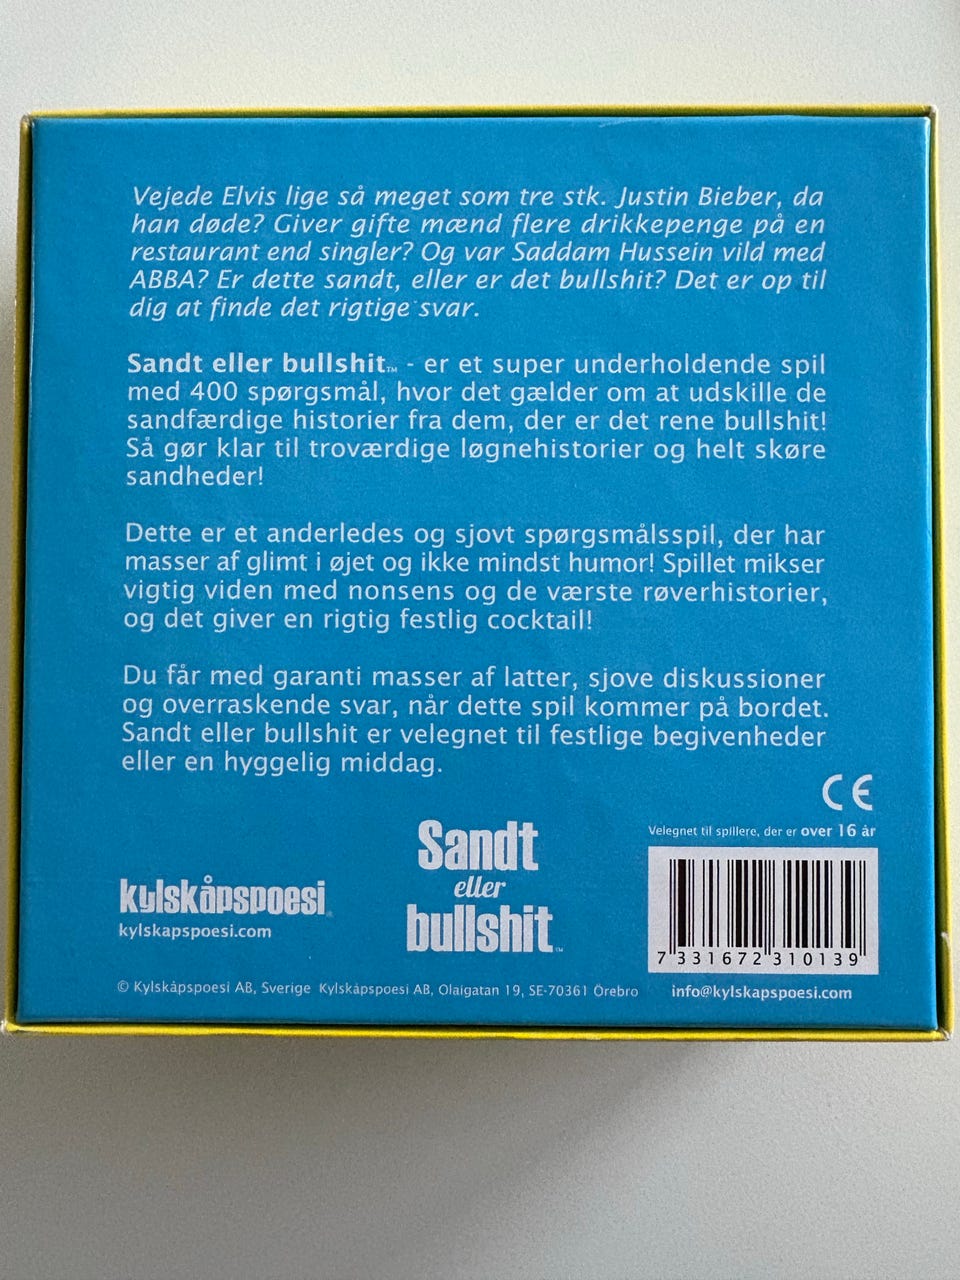 Vejede Elvis lige så meget som tre stk. Justin Bieber, da
han døde? Giver gifte mænd flere drikkepenge på en
restaurant end singler? Og var Saddam Hussein vild med
ABBA? Er dette sandt, eller er det bullshit? Det er op til
dig at finde det rigtige svar.
Sandt eller bullshit™ - er et super underholdende spil
med 400 spørgsmål, hvor det gælder om at udskille de
sandfærdige historier fra dem, der er det rene bullshit!
Så gør klar til troværdige løgnehistorier og helt skøre
sandheder!
Dette er et anderledes og sjovt spørgsmålsspil, der har
masser af glimt i øjet og ikke mindst humor! Spillet mikser
vigtig viden med nonsens og de værste røverhistorier,
og det giver en rigtig festlig cocktail!
Du får med garanti masser af latter, sjove diskussioner
og overraskende svar, når dette spil kommer på bordet.
Sandt eller bullshit er velegnet til festlige begivenheder
eller en hyggelig middag.
CE
Velegnet til spillere, der er over 16 år
kylskåpspoesi®
kylskapspoesi.com
Sandt
eller
bullshit™
7 331672 310139
© Kylskåpspoesi AB, Sverige Kylskåpspoesi AB, Olaigatan 19, SE-70361 Örebro
info@kylskapspoesi.com